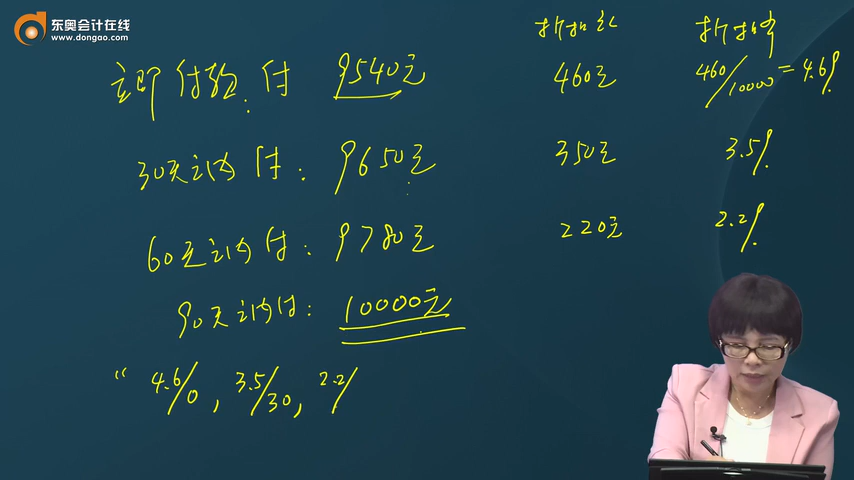 东奥会计在线
www.dongao.com
折扣额 折扣率
立即付款:付 9540元 460元 460/10000=4.6%
30天之内付: 9650元 350元 3.5%
60天之内付: 9780元 220元 2.2%
90天之内付: 10000元
“ 4.6/0, 3.5/30, 2.2/